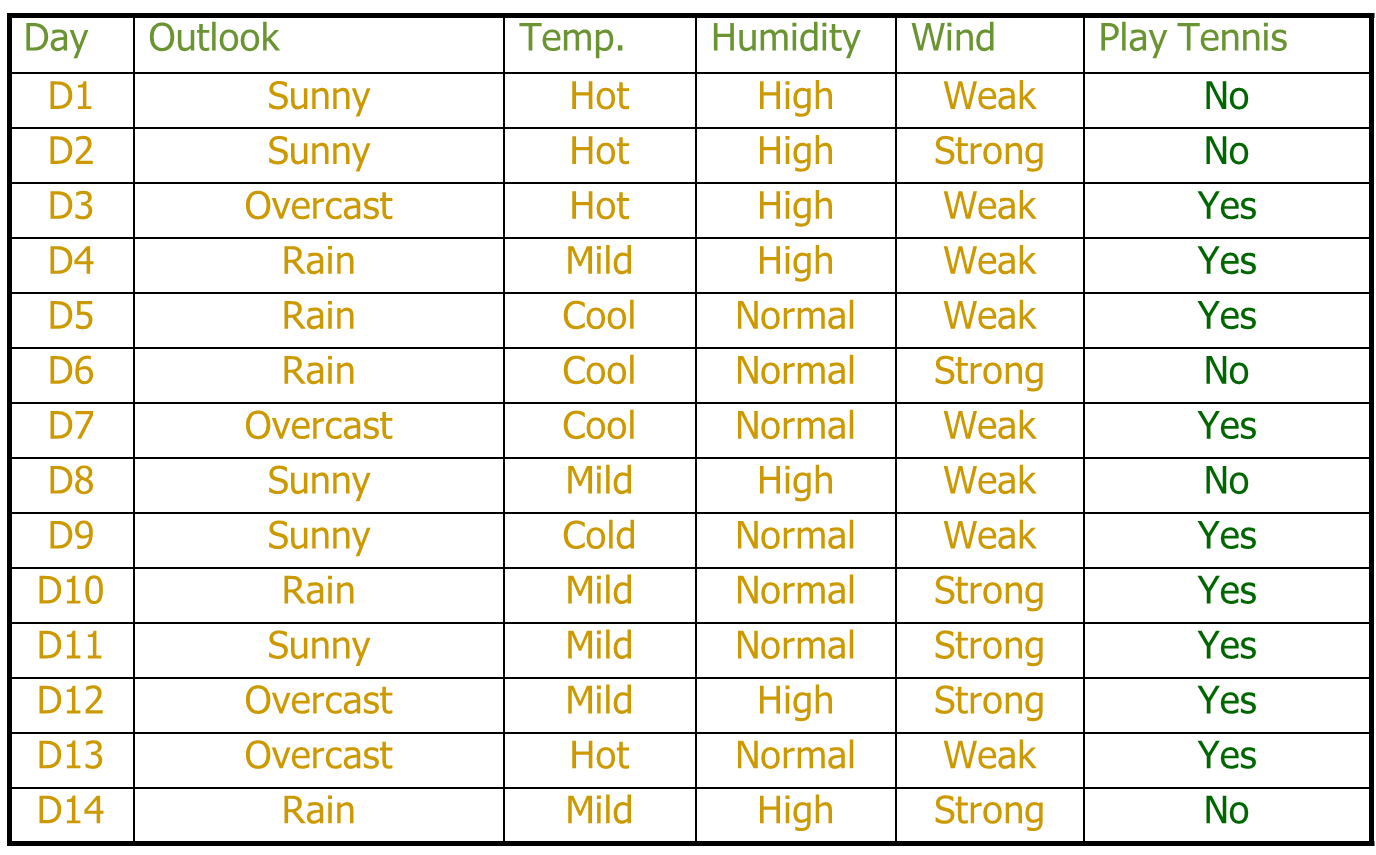 Day Outlook Temp. Humidity Wind Play Tennis
D1 Sunny Hot High Weak No
D2 Sunny Hot High Strong No
D3 Overcast Hot High Weak Yes
D4 Rain Mild High Weak Yes
D5 Rain Cool Normal Weak Yes
D6 Rain Cool Normal Strong No
D7 Overcast Cool Normal Weak Yes
D8 Sunny Mild High Weak No
D9 Sunny Cold Normal Weak Yes
D10 Rain Mild Normal Strong Yes
D11 Sunny Mild Normal Strong Yes
D12 Overcast Mild High Strong Yes
D13 Overcast Hot Normal Weak Yes
D14 Rain Mild High Strong No